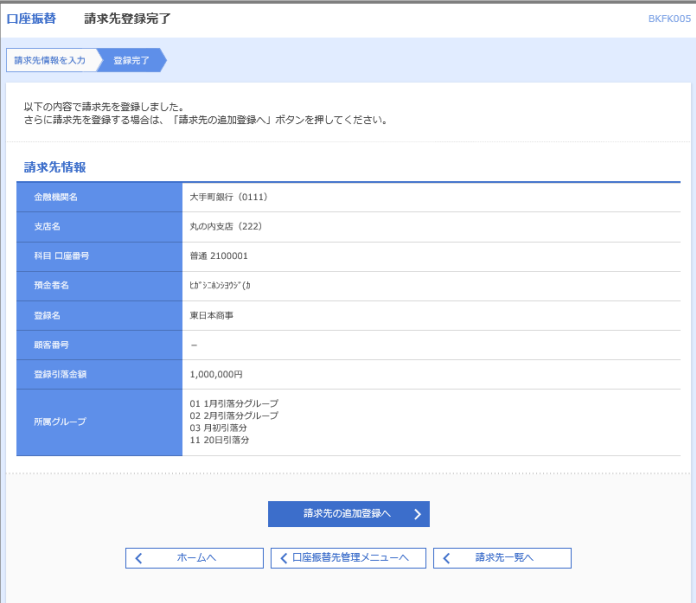 口座振替 請求先登録完了 BKFK005
請求先情報を入力 登録完了
以下の内容で請求先を登録しました。
さらに請求先を登録する場合は、「請求先の追加登録へ」ボタンを押してください。
請求先情報
金融機関名 大手町銀行（0111）
支店名 丸の内支店（222）
科目 口座番号 普通 2100001
預金者名 ﾋｶﾞｼﾆﾎﾝｼﾖｳｼﾞ(ｶ
登録名 東日本商事
顧客番号 －
登録引落金額 1,000,000円
所属グループ
01 1月引落分グループ
02 2月引落分グループ
03 月初引落分
11 20日引落分
請求先の追加登録へ
ホームへ 口座振替先管理メニューへ 請求先一覧へ